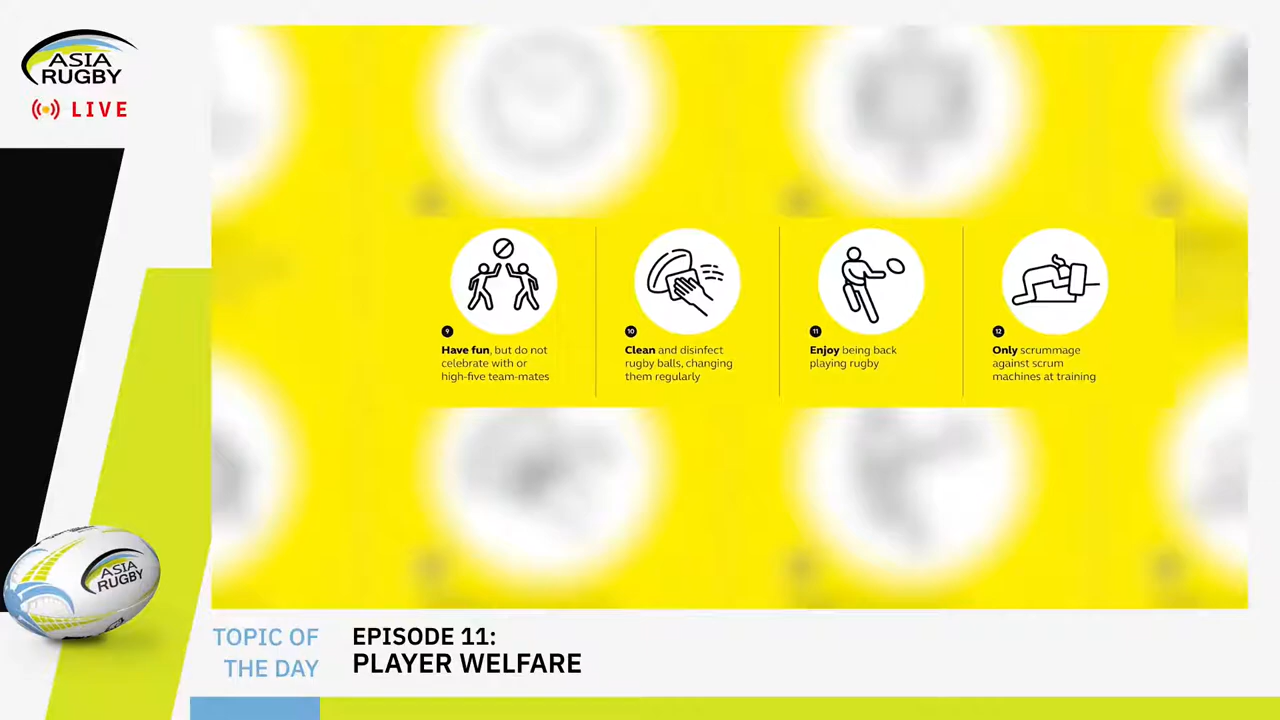 ASIA
RUGBY
LIVE
9
Have fun, but do not
celebrate with or
high-five team-mates
10
Clean and disinfect
rugby balls, changing
them regularly
11
Enjoy being back
playing rugby
12
Only scrummage
against scrum
machines at training
ASIA
RUGBY
TOPIC OF
THE DAY
EPISODE 11:
PLAYER WELFARE